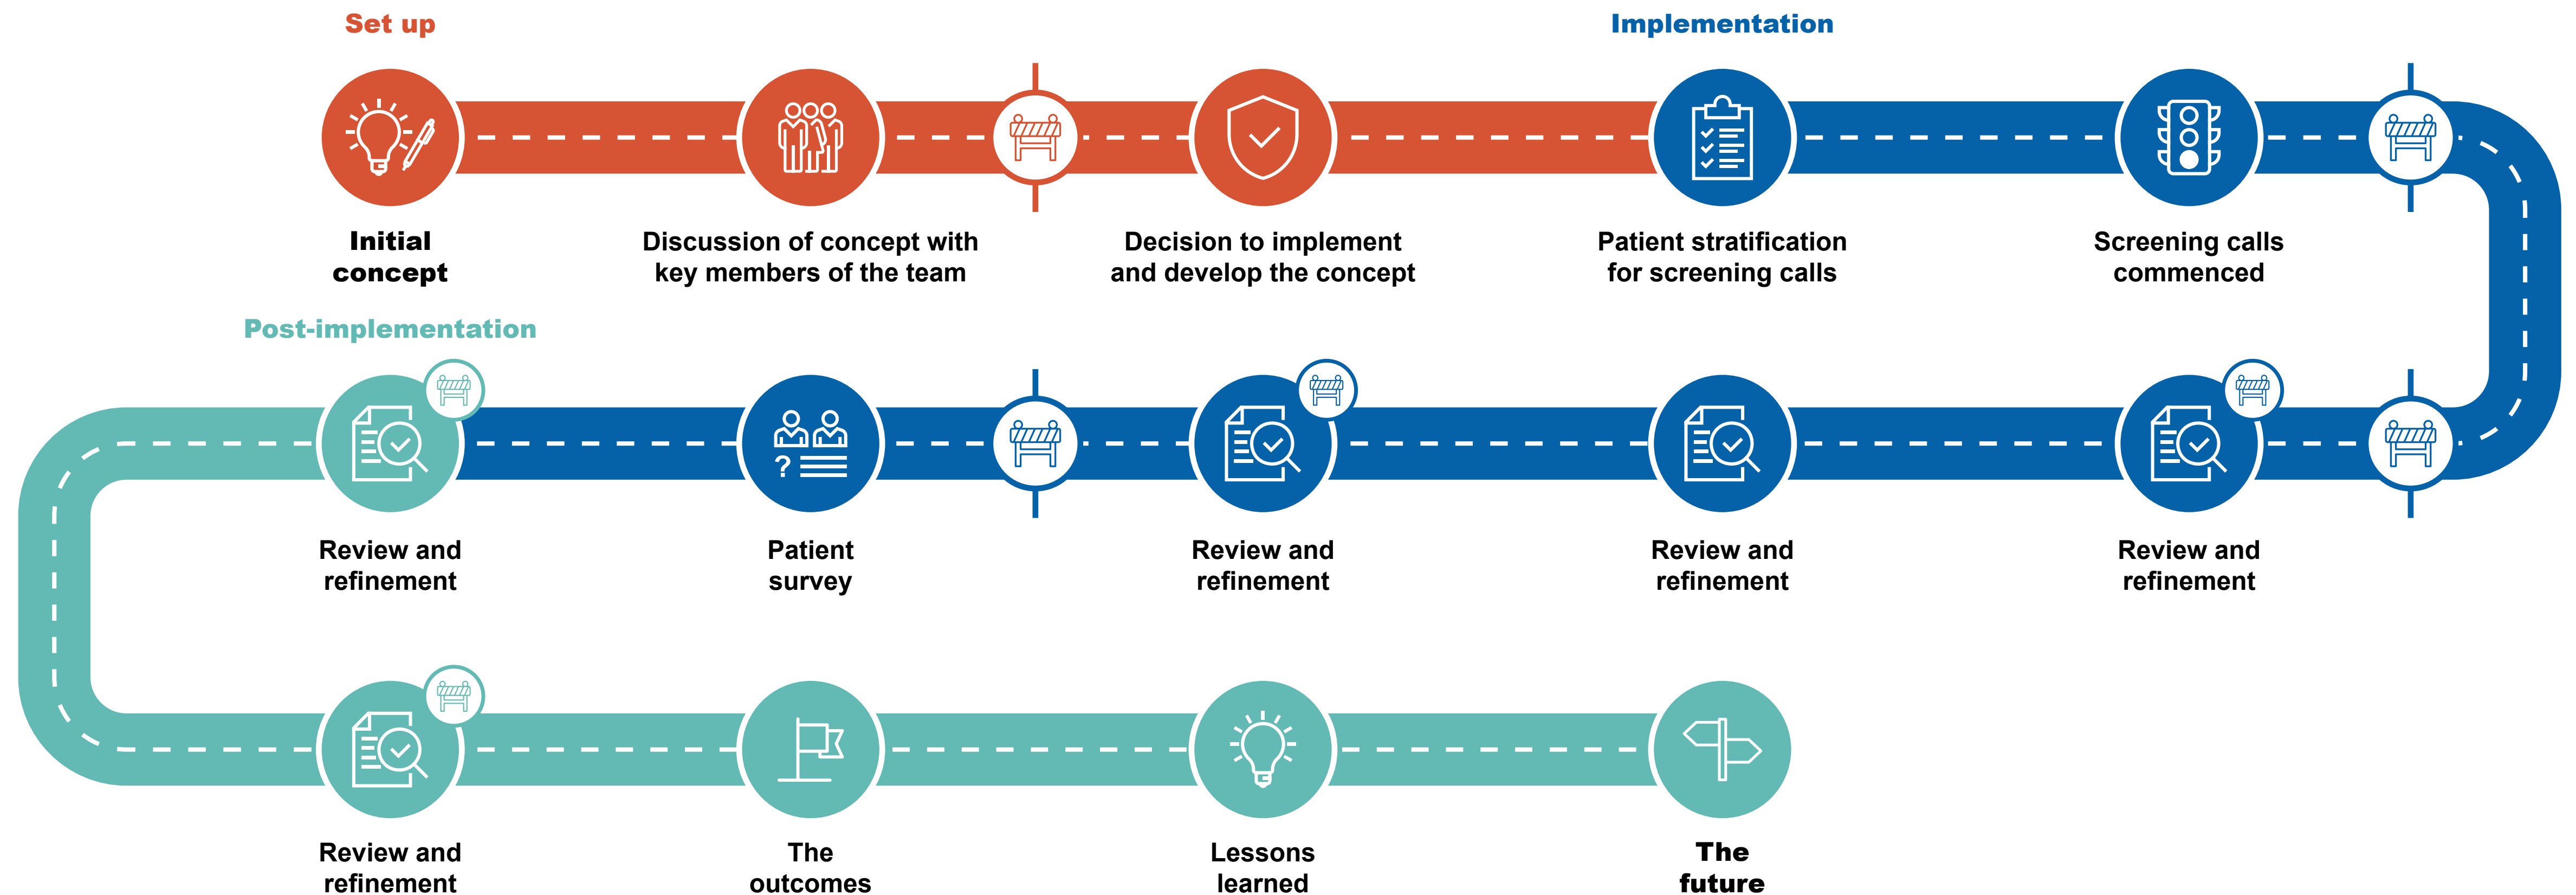 Set up
Implementation
Initial
concept
Discussion of concept with
key members of the team
Decision to implement
and develop the concept
Patient stratification
for screening calls
Screening calls
commenced
Post-implementation
?
Review and
refinement
Patient
survey
Review and
refinement
Review and
refinement
Review and
refinement
Review and
refinement
The
outcomes
Lessons
learned
The
future